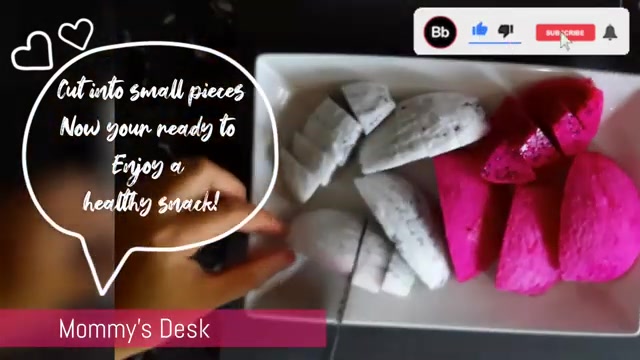 Bb
SUBSCRIBE
Cut into small pieces
Now your ready to
Enjoy a
healthy snack!
Mommy's Desk